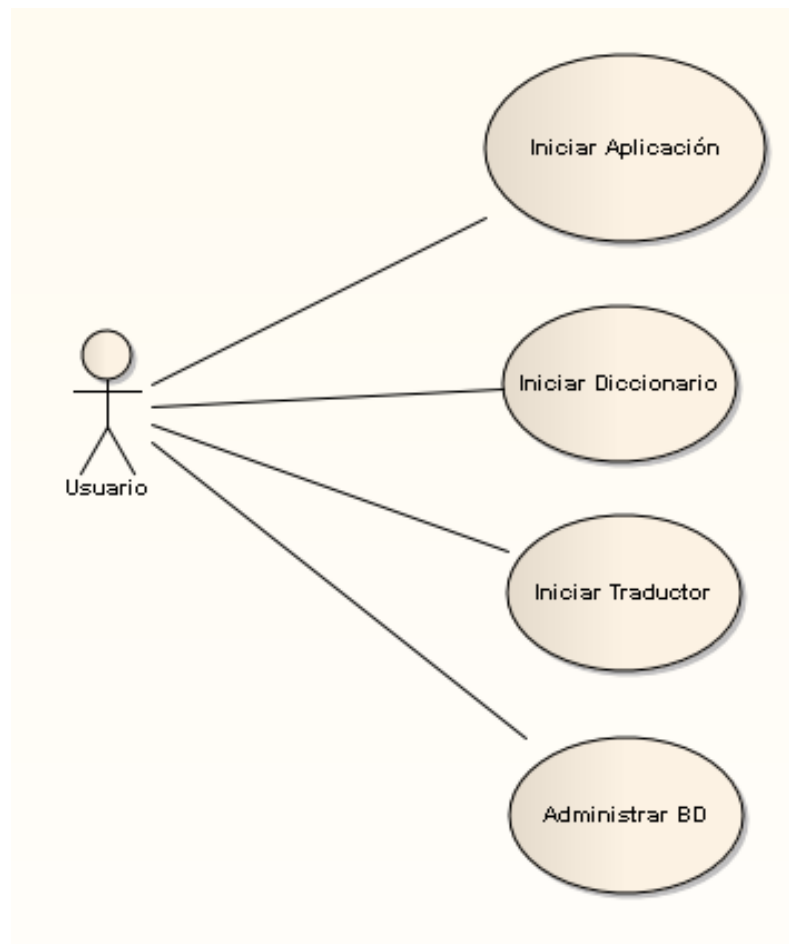 Iniciar Aplicación
Iniciar Diccionario
Usuario
Iniciar Traductor
Administrar BD